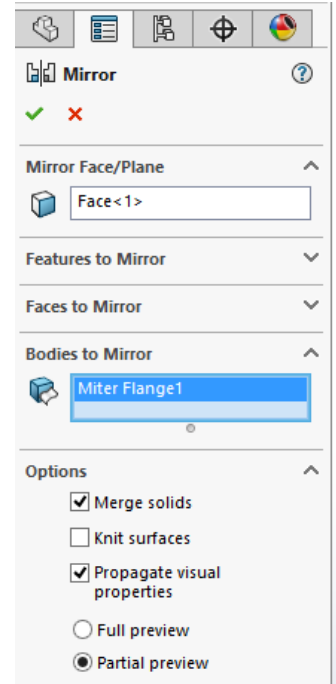 Mirror
Mirror Face/Plane
Face<1>
Features to Mirror
Faces to Mirror
Bodies to Mirror
Miter Flange1
Options
Merge solids
Knit surfaces
Propagate visual
properties
Full preview
Partial preview